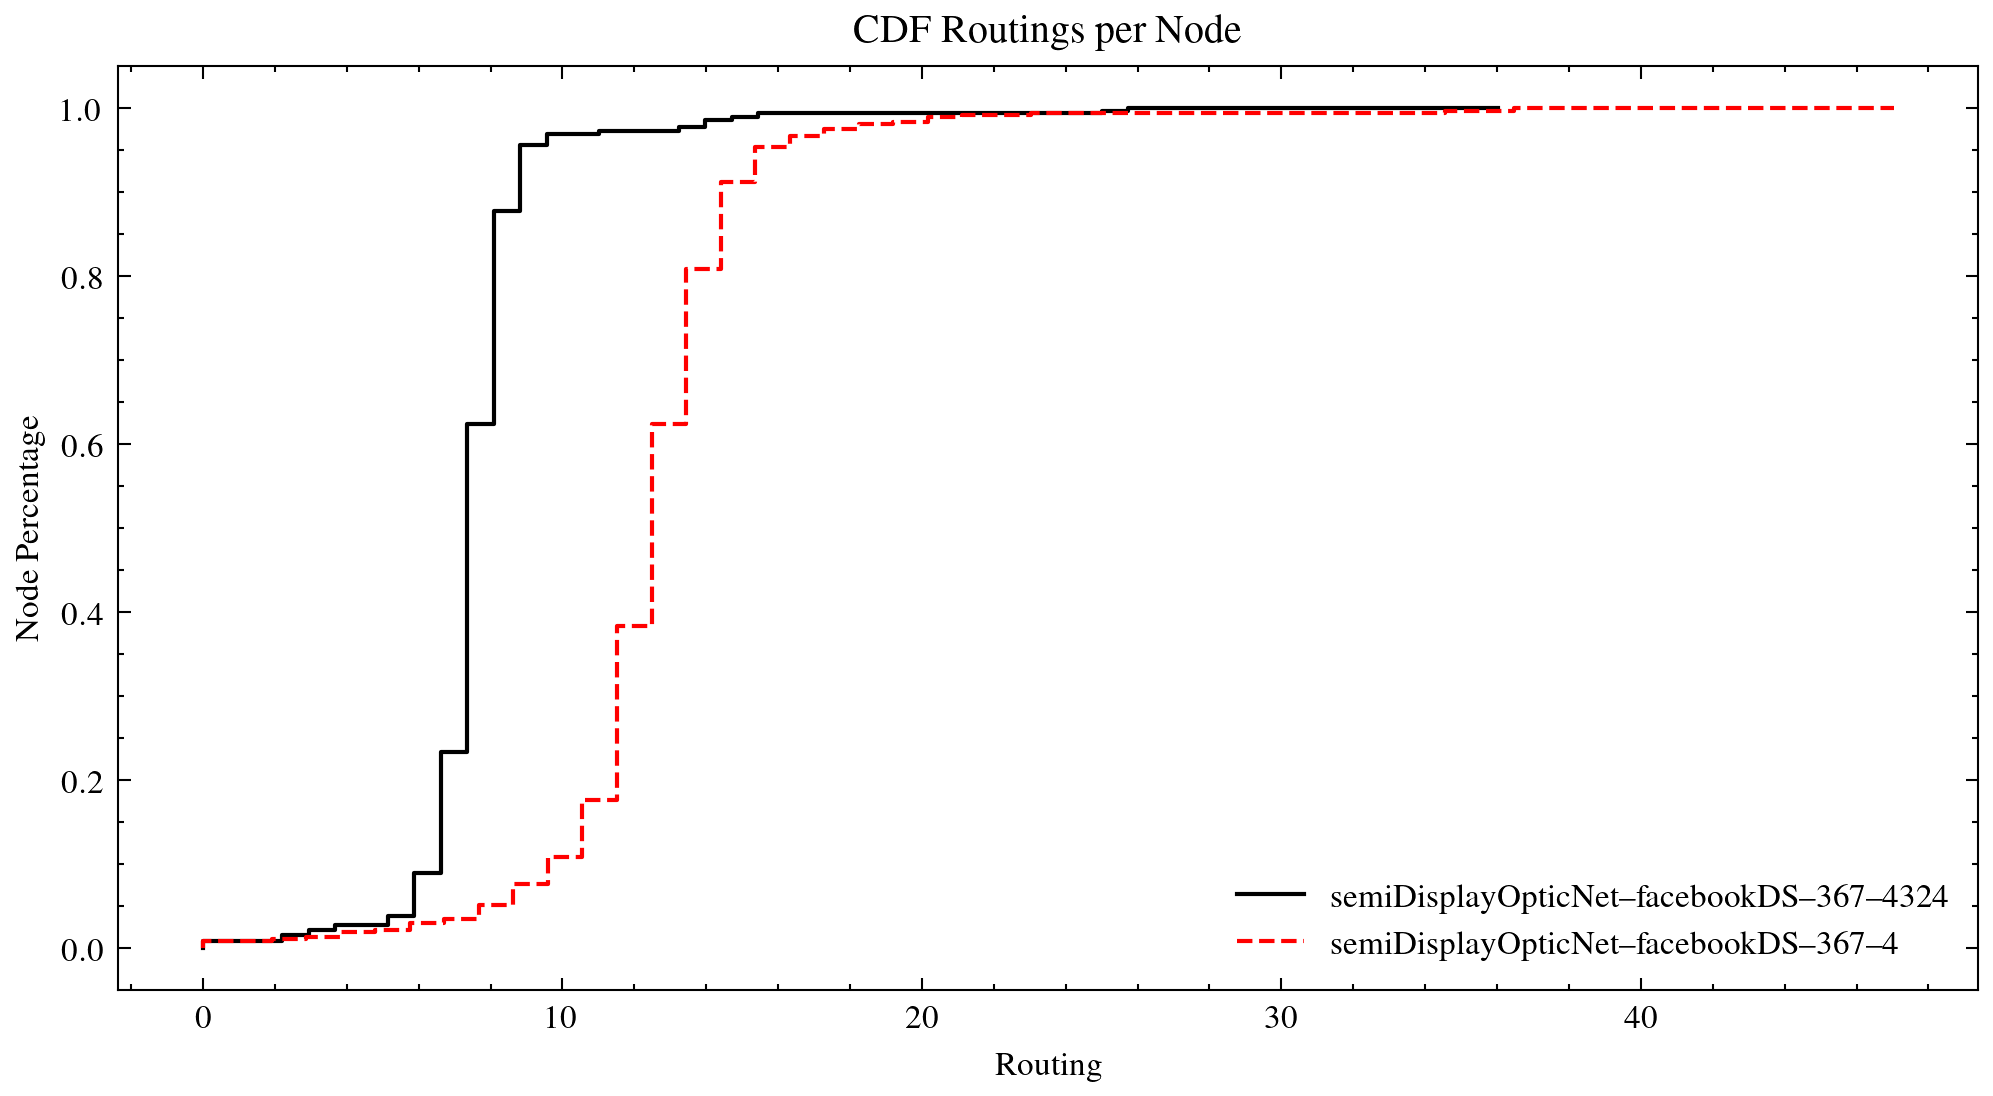 CDF Routings per Node
1.0
0.8
0.6
0.4
0.2
0.0
Node Percentage
semiDisplayOpticNet–facebookDS–367–4324
semiDisplayOpticNet–facebookDS–367–4
0 10 20 30 40
Routing